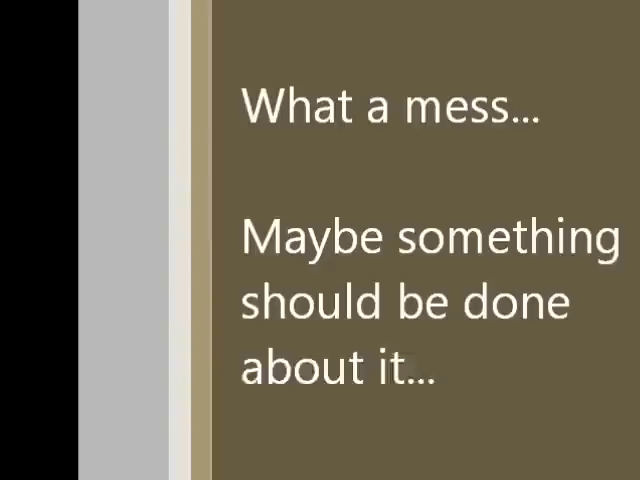 What a mess...
Maybe something
should be done
about it...